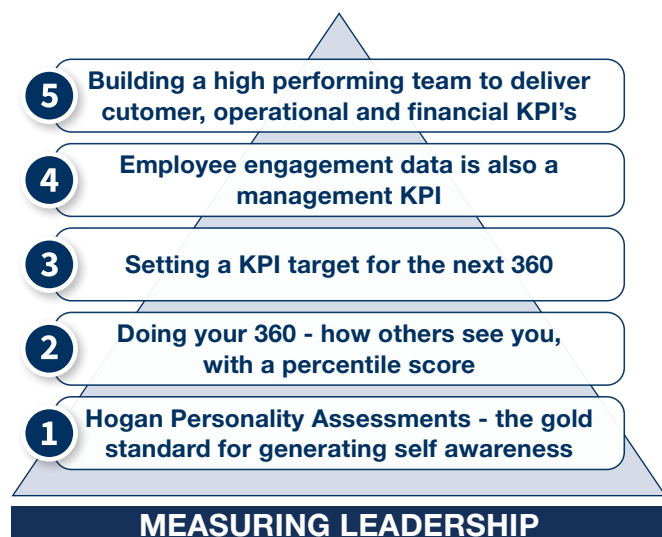 5
Building a high performing team to deliver
cutomer, operational and financial KPI's
4
Employee engagement data is also a
management KPI
3
Setting a KPI target for the next 360
2
Doing your 360 - how others see you,
with a percentile score
1
Hogan Personality Assessments - the gold
standard for generating self awareness
MEASURING LEADERSHIP